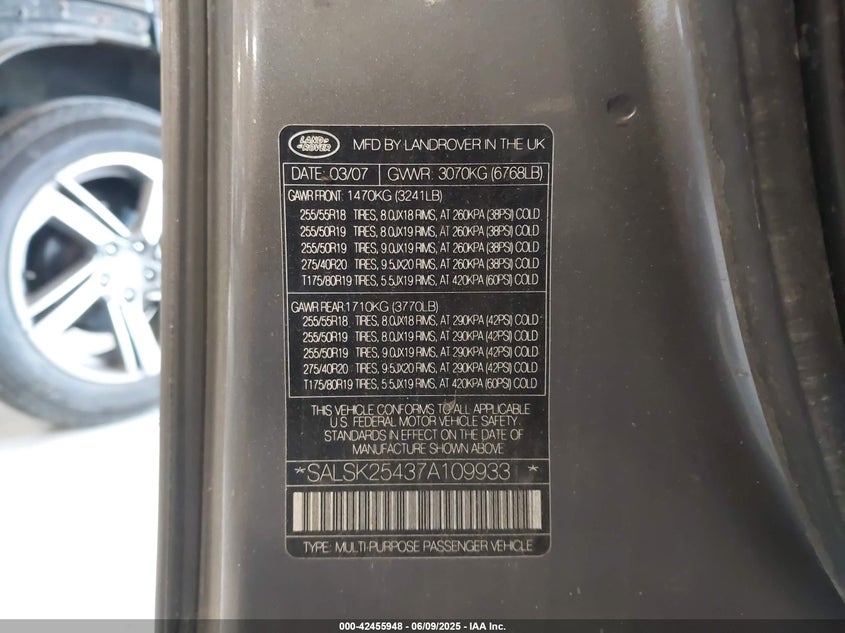 LAND-
ROVER
MFD BY LANDROVER IN THE UK
DATE: 03/07 GVWR: 3070KG (6768LB)
GAWR FRONT: 1470KG (3241LB)
255/55R18 TIRES, 8.0JX18 RIMS, AT 260KPA (38PSI) COLD
255/50R19 TIRES, 8.0JX19 RIMS, AT 260KPA (38PSI) COLD
255/50R19 TIRES, 9.0JX19 RIMS, AT 260KPA (38PSI) COLD
275/40R20 TIRES, 9.5JX20 RIMS, AT 260KPA (38PSI) COLD
T175/80R19 TIRES, 5.5JX19 RIMS, AT 420KPA (60PSI) COLD
GAWR REAR: 1710KG (3770LB)
255/55R18 TIRES, 8.0JX18 RIMS, AT 290KPA (42PSI) COLD
255/50R19 TIRES, 8.0JX19 RIMS, AT 290KPA (42PSI) COLD
255/50R19 TIRES, 9.0JX19 RIMS, AT 290KPA (42PSI) COLD
275/40R20 TIRES, 9.5JX20 RIMS, AT 290KPA (42PSI) COLD
T175/80R19 TIRES, 5.5JX19 RIMS, AT 420KPA (60PSI) COLD
THIS VEHICLE CONFORMS TO ALL APPLICABLE
U.S. FEDERAL MOTOR VEHICLE SAFETY
STANDARDS IN EFFECT ON THE DATE OF
MANUFACTURE SHOWN ABOVE
*SALSK25437A109933 *
TYPE: MULTI-PURPOSE PASSENGER VEHICLE
000-42455948 - 06/09/2025 - IAA Inc.